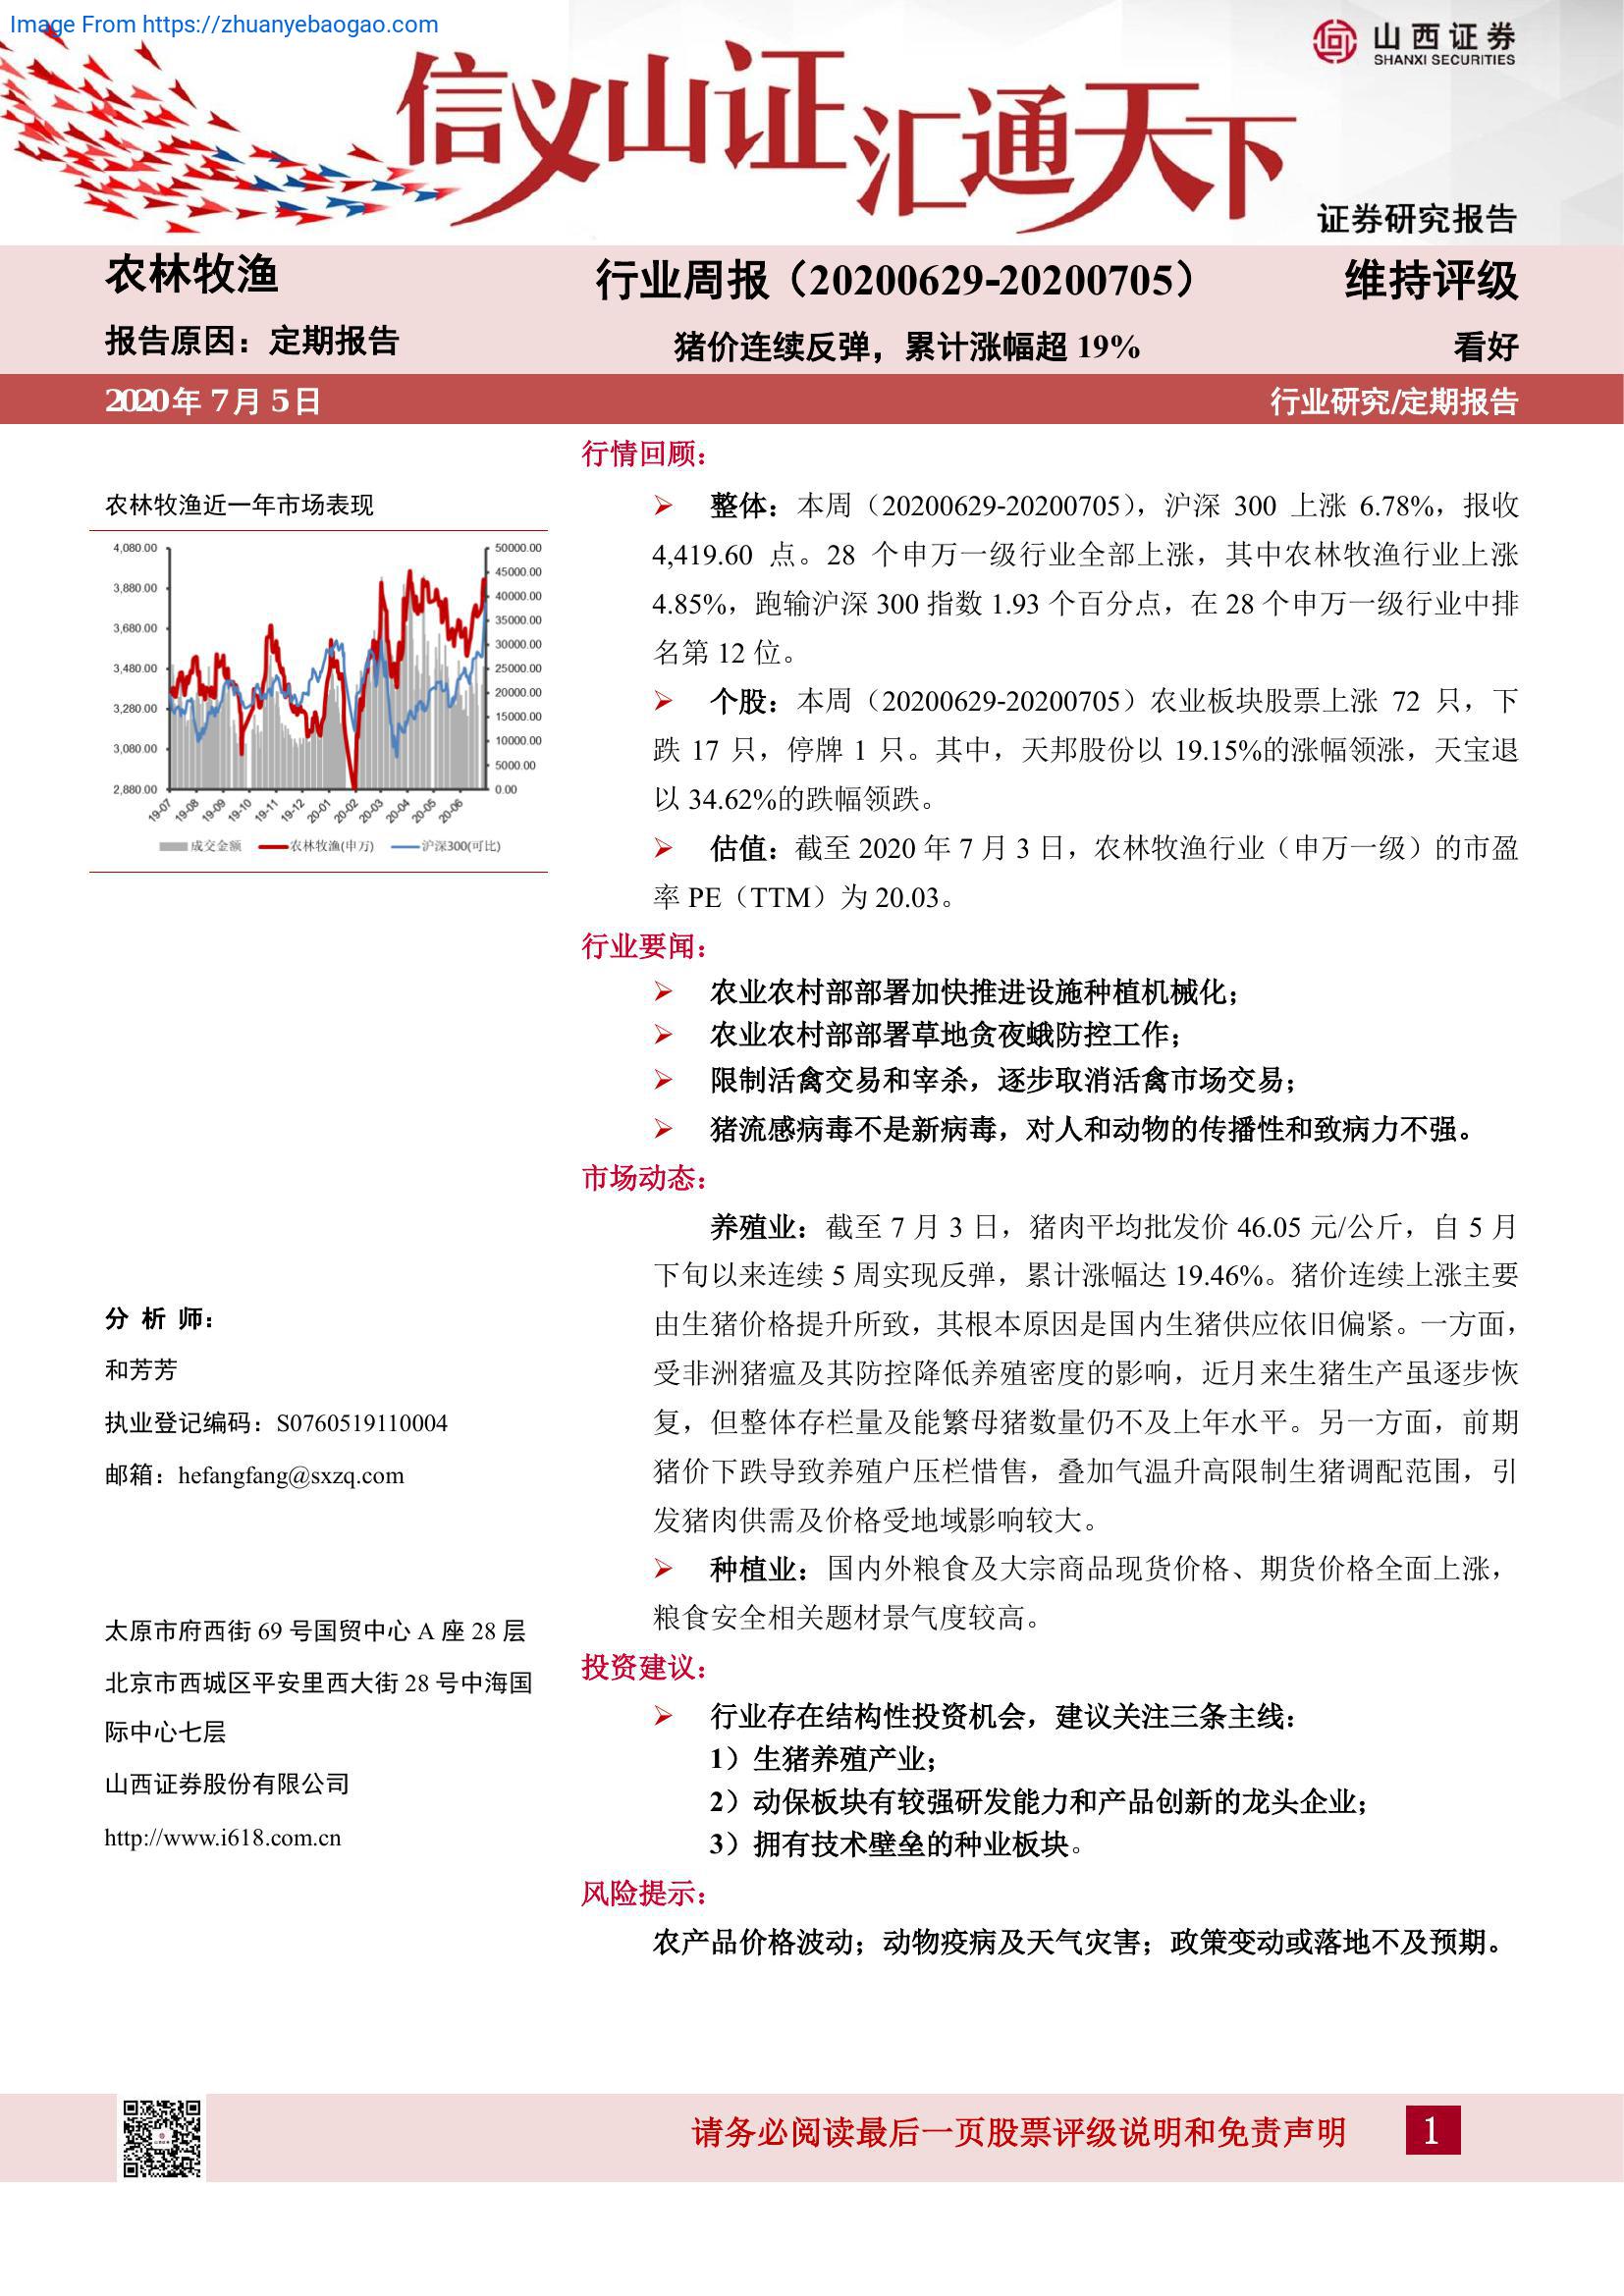 Image From https://zhuanyebaogao.com
山西证券
SHANXI SECURITIES
信义山证汇通天下
证券研究报告
农林牧渔
行业周报（20200629-20200705）
维持评级
报告原因：定期报告
猪价连续反弹，累计涨幅超 19%
看好
2020年 7月 5日
行业研究/定期报告
农林牧渔近一年市场表现
4,080.00
3,880.00
3,680.00
3,480.00
3,280.00
3,080.00
2,880.00
50000.00
45000.00
40000.00
35000.00
30000.00
25000.00
20000.00
15000.00
10000.00
5000.00
0.00
19-07 19-08 19-09 19-10 19-11 19-12 20-01 20-02 20-03 20-04 20-05 20-06
成交金额 农林牧渔(申万) 沪深300(可比)
分 析 师：
和芳芳
执业登记编码：S0760519110004
邮箱：hefangfang@sxzq.com
太原市府西街 69 号国贸中心 A 座 28 层
北京市西城区平安里西大街 28 号中海国
际中心七层
山西证券股份有限公司
http://www.i618.com.cn
行情回顾：
整体：本周（20200629-20200705），沪深 300 上涨 6.78%，报收
4,419.60 点。28 个申万一级行业全部上涨，其中农林牧渔行业上涨
4.85%，跑输沪深 300 指数 1.93 个百分点，在 28 个申万一级行业中排
名第 12 位。
个股：本周（20200629-20200705）农业板块股票上涨 72 只，下
跌 17 只，停牌 1 只。其中，天邦股份以 19.15%的涨幅领涨，天宝退
以 34.62%的跌幅领跌。
估值：截至 2020 年 7 月 3 日，农林牧渔行业（申万一级）的市盈
率 PE（TTM）为 20.03。
行业要闻：
农业农村部部署加快推进设施种植机械化；
农业农村部部署草地贪夜蛾防控工作；
限制活禽交易和宰杀，逐步取消活禽市场交易；
猪流感病毒不是新病毒，对人和动物的传播性和致病力不强。
市场动态：
养殖业：截至 7 月 3 日，猪肉平均批发价 46.05 元/公斤，自 5 月
下旬以来连续 5 周实现反弹，累计涨幅达 19.46%。猪价连续上涨主要
由生猪价格提升所致，其根本原因是国内生猪供应依旧偏紧。一方面，
受非洲猪瘟及其防控降低养殖密度的影响，近月来生猪生产虽逐步恢
复，但整体存栏量及能繁母猪数量仍不及上年水平。另一方面，前期
猪价下跌导致养殖户压栏惜售，叠加气温升高限制生猪调配范围，引
发猪肉供需及价格受地域影响较大。
种植业：国内外粮食及大宗商品现货价格、期货价格全面上涨，
粮食安全相关题材景气度较高。
投资建议：
行业存在结构性投资机会，建议关注三条主线：
1）生猪养殖产业；
2）动保板块有较强研发能力和产品创新的龙头企业；
3）拥有技术壁垒的种业板块。
风险提示：
农产品价格波动；动物疫病及天气灾害；政策变动或落地不及预期。
请务必阅读最后一页股票评级说明和免责声明
1